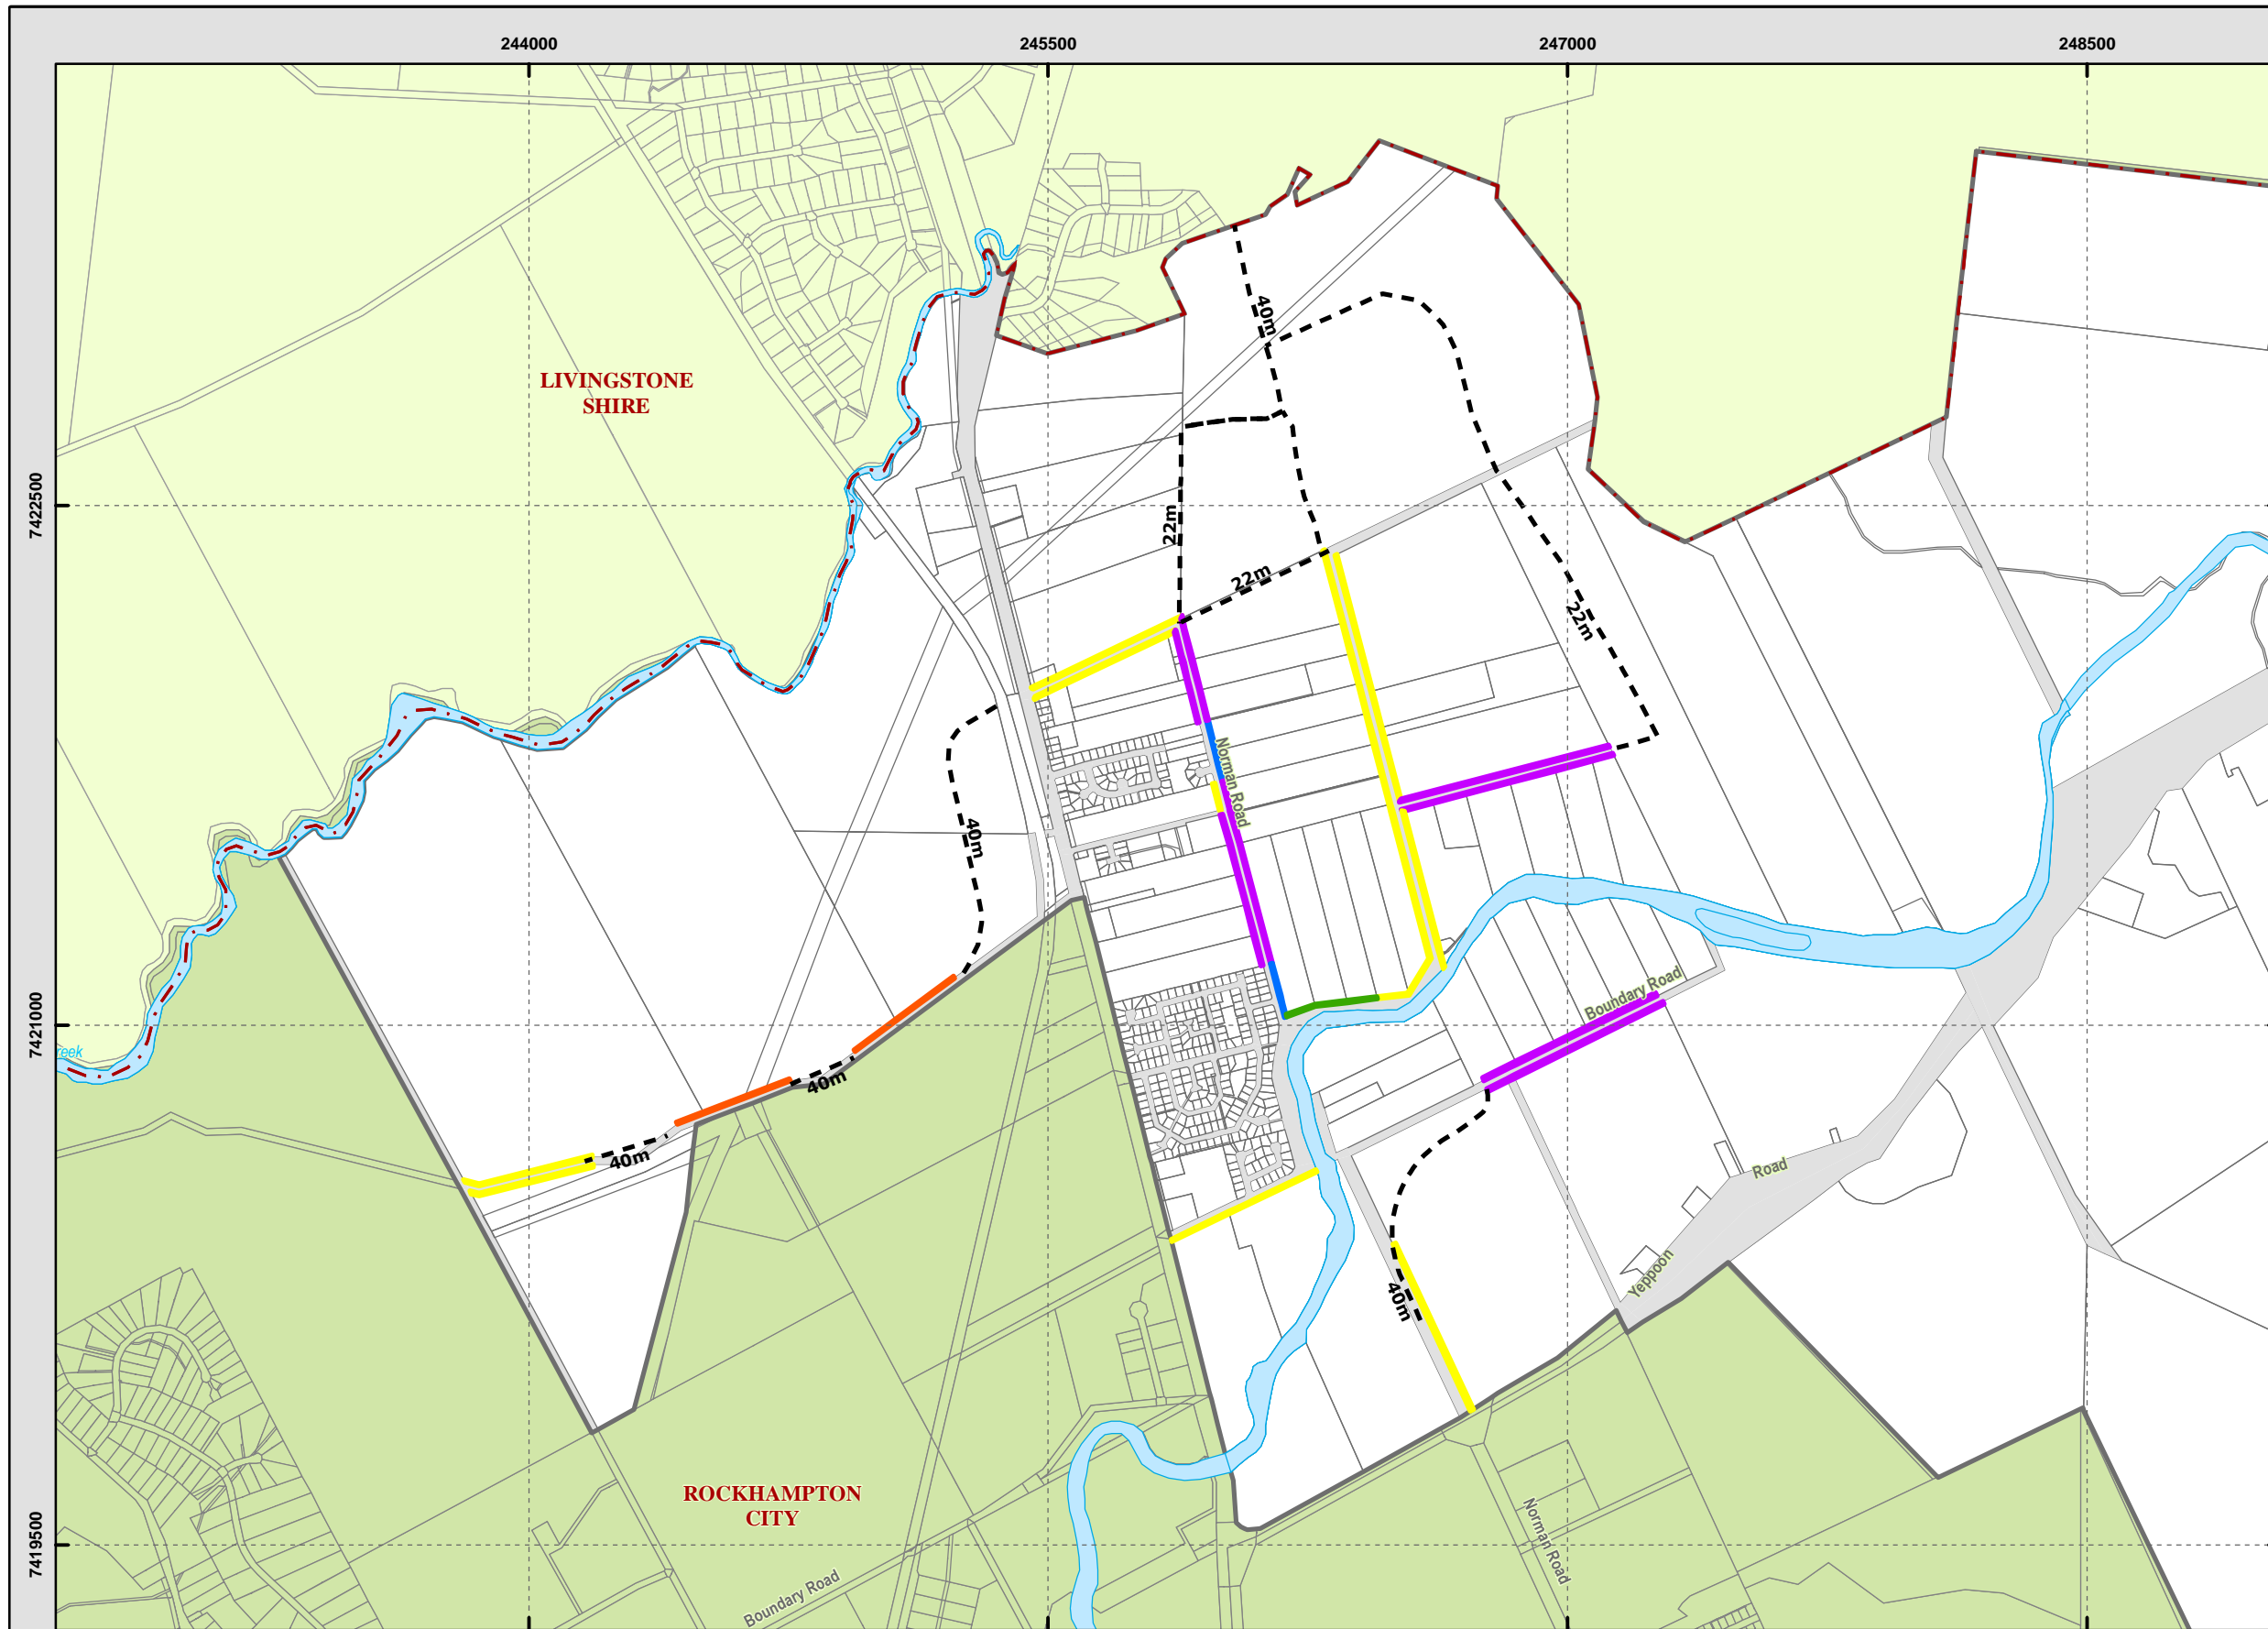 244000
245500
247000
248500
40m
LIVINGSTONE
SHIRE
7422500
22m
22m
22m
Norman Road
40m
Boundary Road
7421000
reek
40m
40m
Road
Yeppoon
40m
ROCKHAMPTON
CITY
7419500
Norman Road
Boundary Road